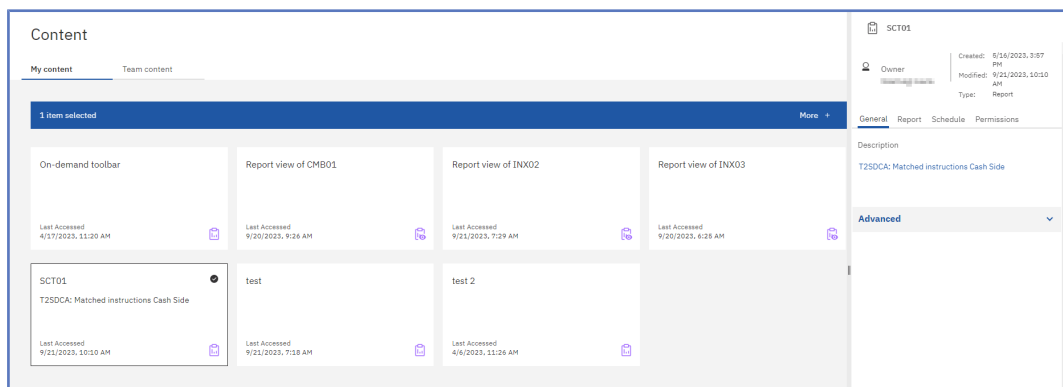 Content
My content Team content
1 item selected More +
On-demand toolbar
Last Accessed
4/17/2023, 11:20 AM
Report view of CMB01
Last Accessed
9/20/2023, 9:26 AM
Report view of INX02
Last Accessed
9/21/2023, 7:29 AM
Report view of INX03
Last Accessed
9/20/2023, 6:26 AM
SCT01
T2SDCA: Matched instructions Cash Side
Last Accessed
9/21/2023, 10:10 AM
test
Last Accessed
9/21/2023, 7:18 AM
test 2
Last Accessed
4/6/2023, 11:26 AM
SCT01
Owner
Created: 5/16/2023, 3:57
PM
Modified: 9/21/2023, 10:10
AM
Type: Report
General Report Schedule Permissions
Description
T2SDCA: Matched instructions Cash Side
Advanced